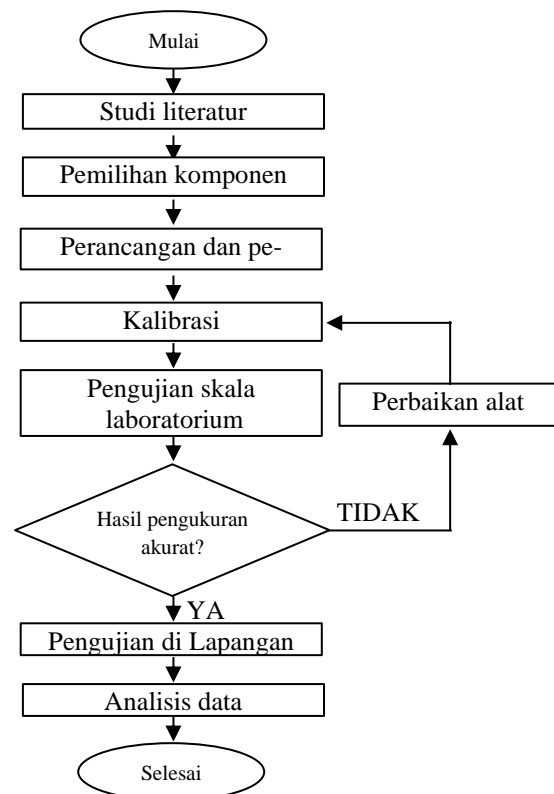 Mulai
Studi literatur
Pemilihan komponen
Perancangan dan pe-
Kalibrasi
Pengujian skala
laboratorium
Perbaikan alat
Hasil pengukuran
akurat?
TIDAK
YA
Pengujian di Lapangan
Analisis data
Selesai